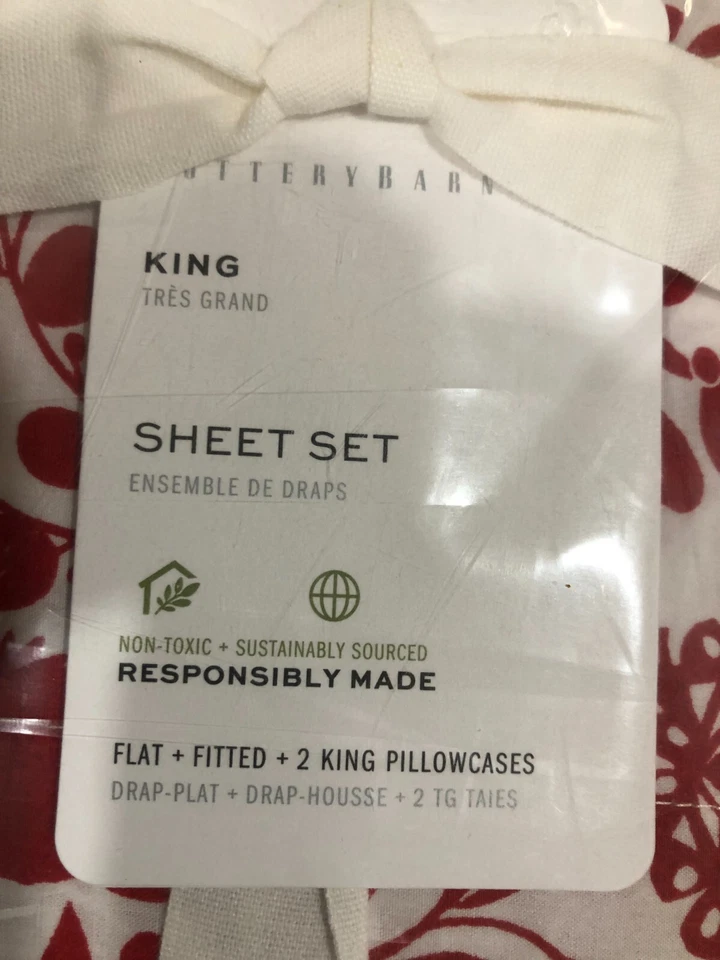 OTTERYBARN
KING
TRÈS GRAND
SHEET SET
ENSEMBLE DE DRAPS
NON-TOXIC + SUSTAINABLY SOURCED
RESPONSIBLY MADE
FLAT + FITTED + 2 KING PILLOWCASES
DRAP-PLAT + DRAP-HOUSSE + 2 TG TAIES